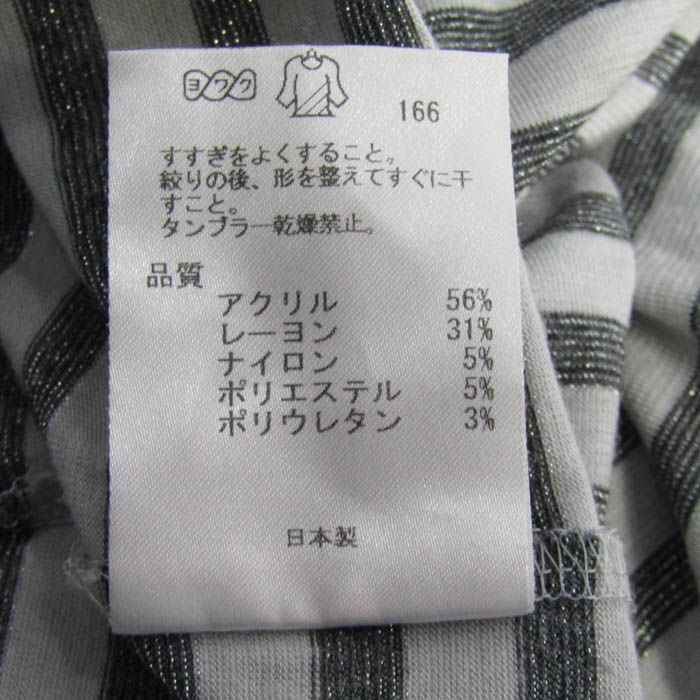 ヨワク
166
すすぎをよくすること。
絞りの後、形を整えてすぐに干
すこと。
タンブラー乾燥禁止。
品質
アクリル 56%
レーヨン 31%
ナイロン 5%
ポリエステル 5%
ポリウレタン 3%
日本製